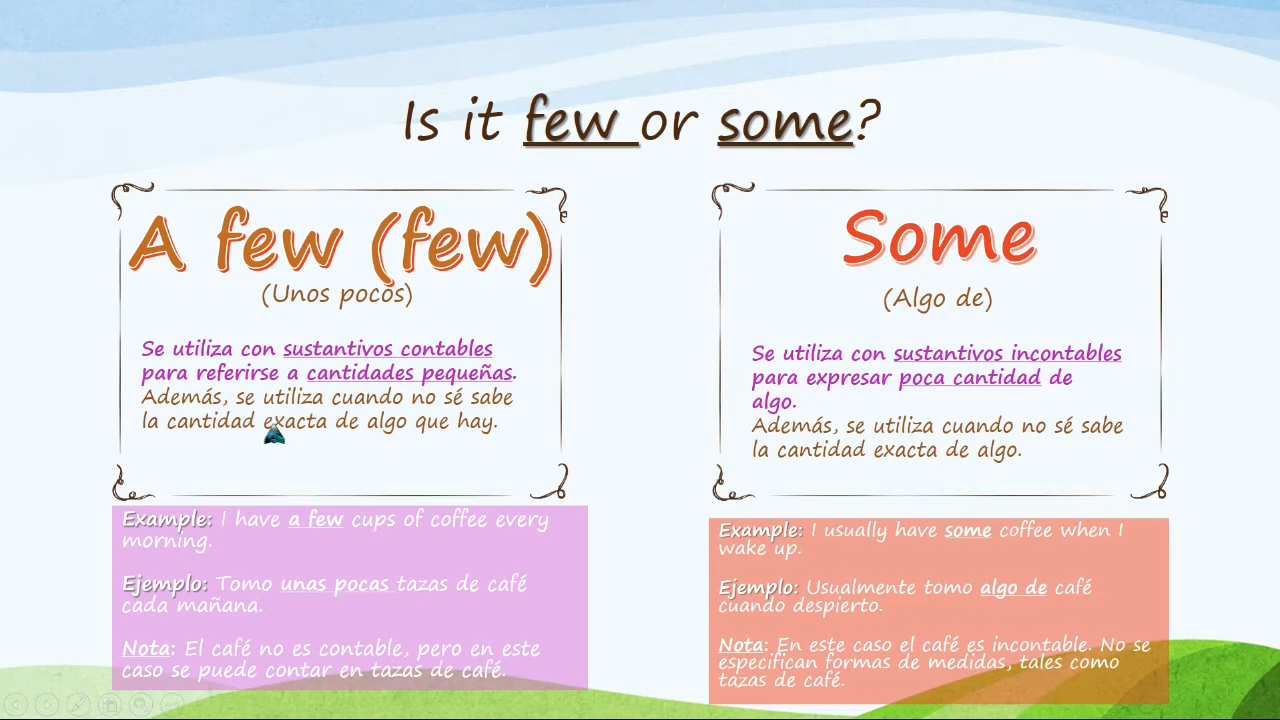 Is it few or some?
A few (few)
(Unos pocos)
Se utiliza con sustantivos contables
para referirse a cantidades pequeñas.
Además, se utiliza cuando no sé sabe
la cantidad exacta de algo que hay.
Example: I have a few cups of coffee every
morning.
Ejemplo: Tomo unas pocas tazas de café
cada mañana.
Nota: El café no es contable, pero en este
caso se puede contar en tazas de café.
Some
(Algo de)
Se utiliza con sustantivos incontables
para expresar poca cantidad de
algo.
Además, se utiliza cuando no sé sabe
la cantidad exacta de algo.
Example: I usually have some coffee when I
wake up.
Ejemplo: Usualmente tomo algo de café
cuando despierto.
Nota: En este caso el café es incontable. No se
especifican formas de medidas, tales como
tazas de café.